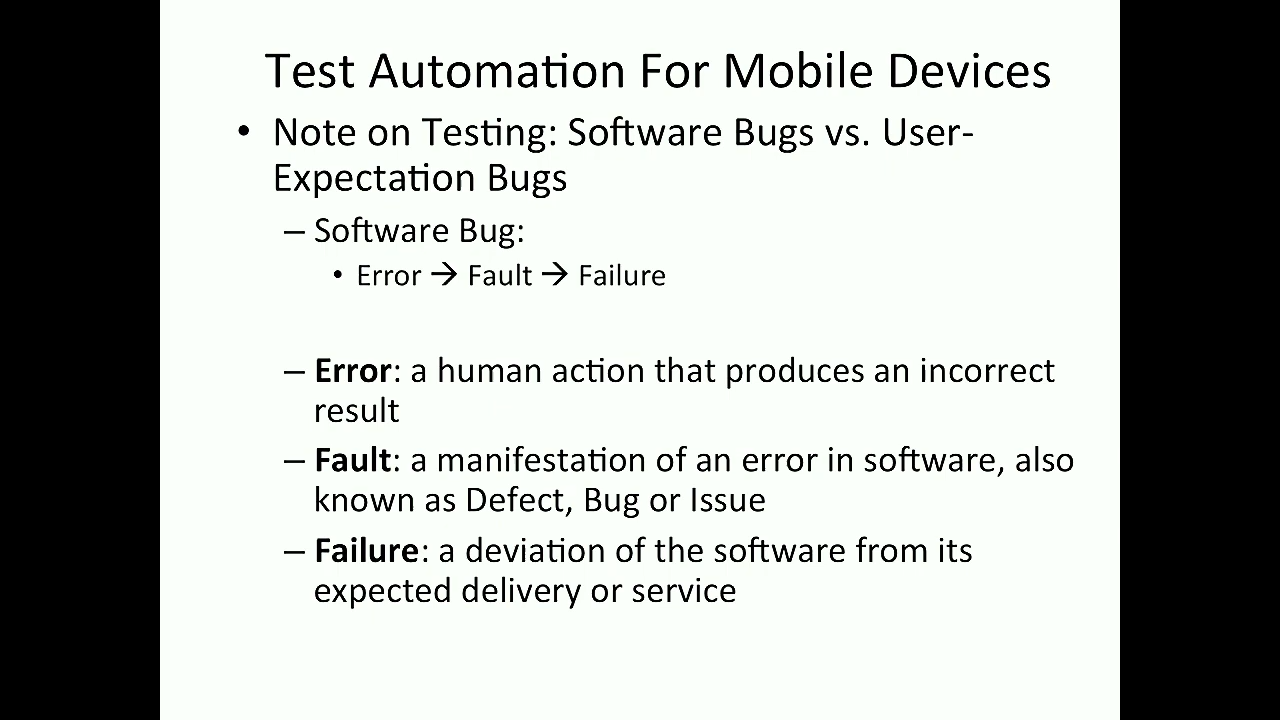 Test Automation For Mobile Devices
• Note on Testing: Software Bugs vs. User-
Expectation Bugs
– Software Bug:
• Error → Fault → Failure
– Error: a human action that produces an incorrect
result
– Fault: a manifestation of an error in software, also
known as Defect, Bug or Issue
– Failure: a deviation of the software from its
expected delivery or service